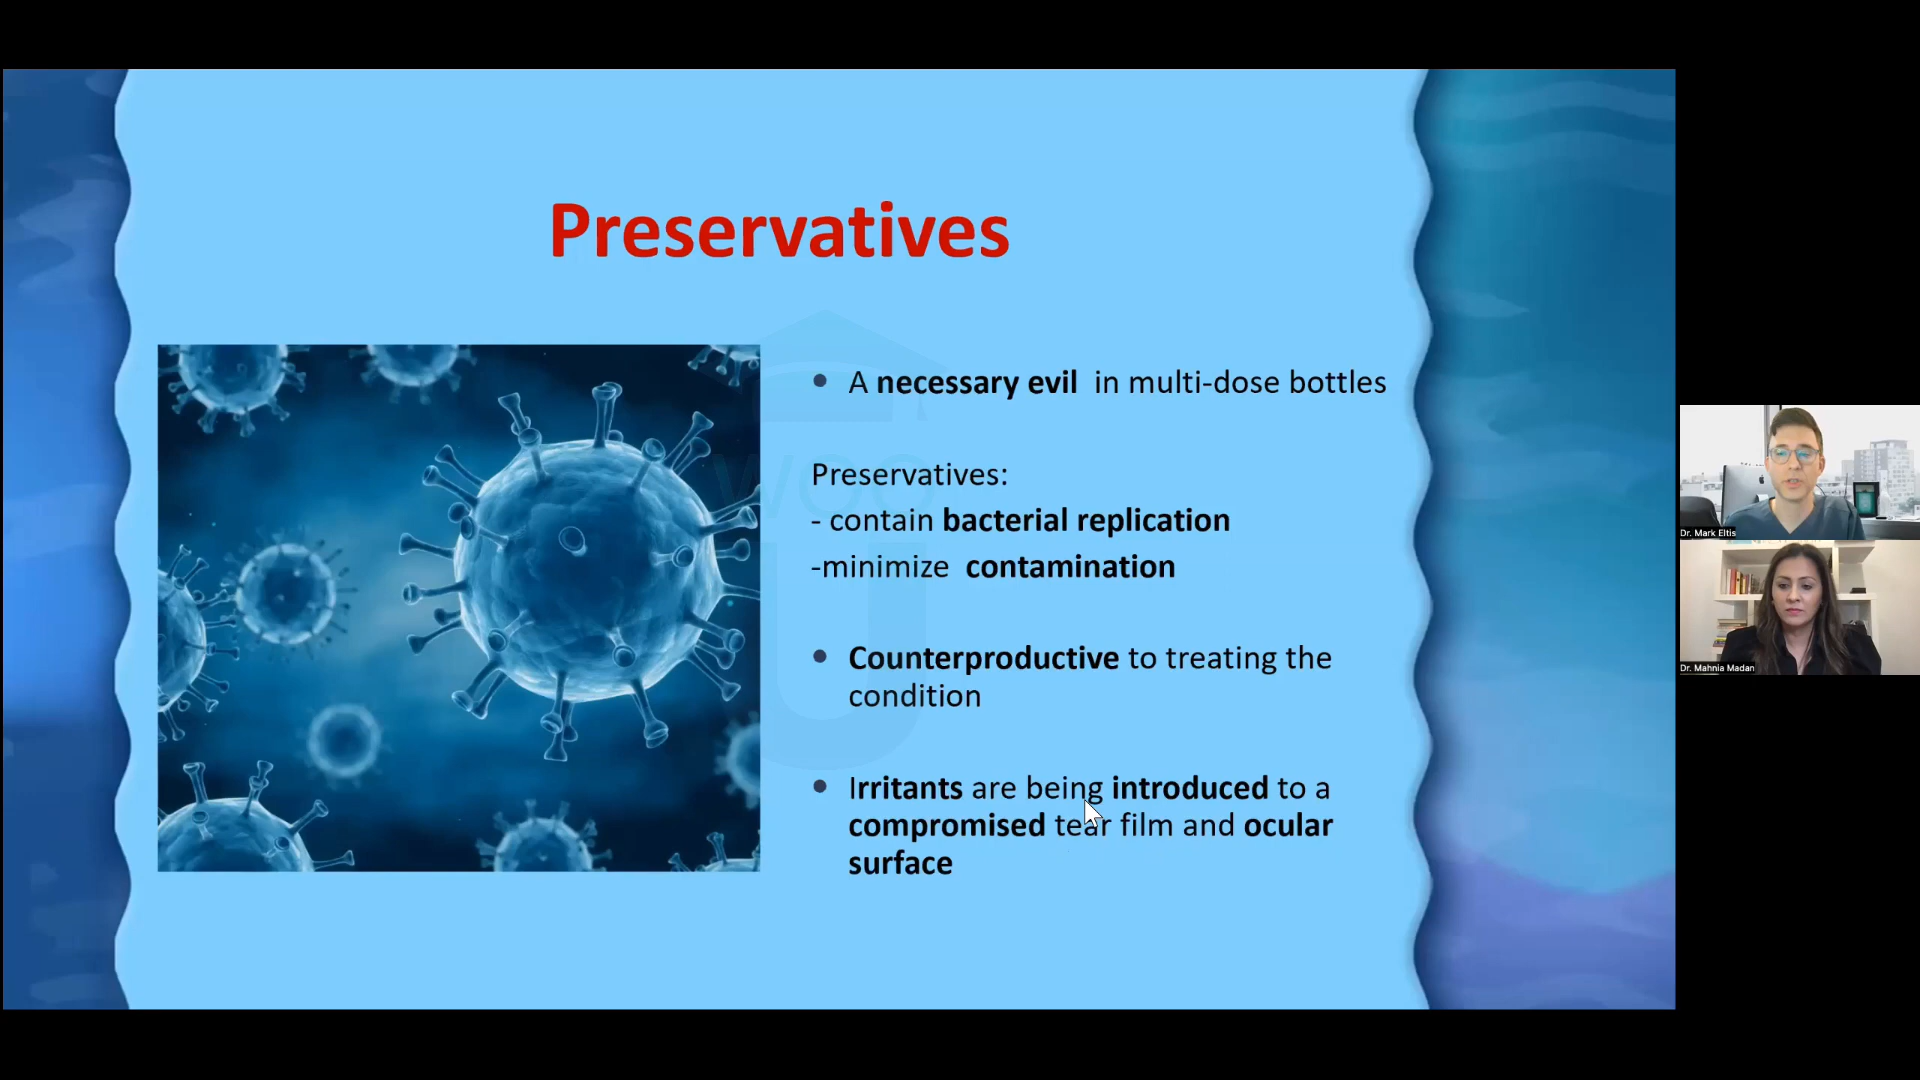 Preservatives
• A necessary evil in multi-dose bottles
Preservatives:
- contain bacterial replication
-minimize contamination
• Counterproductive to treating the
condition
• Irritants are being introduced to a
compromised tear film and ocular
surface
WOO
U
Dr. Mark Eltis
Dr. Mahnia Madan